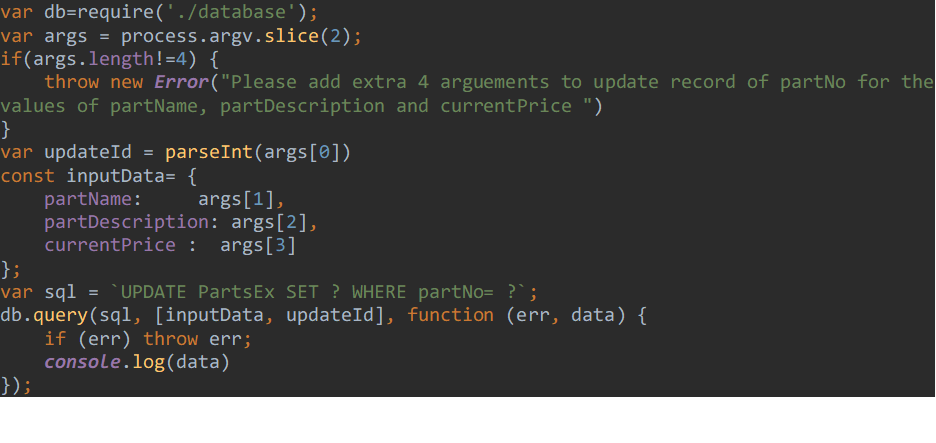 var db=require('./database');
var args = process.argv.slice(2);
if(args.length!=4) {
    throw new Error("Please add extra 4 arguements to update record of partNo for the
values of partName, partDescription and currentPrice ")
}
var updateId = parseInt(args[0])
const inputData= {
    partName:     args[1],
    partDescription: args[2],
    currentPrice :  args[3]
};
var sql = `UPDATE PartsEx SET ? WHERE partNo= ?`;
db.query(sql, [inputData, updateId], function (err, data) {
    if (err) throw err;
    console.log(data)
});